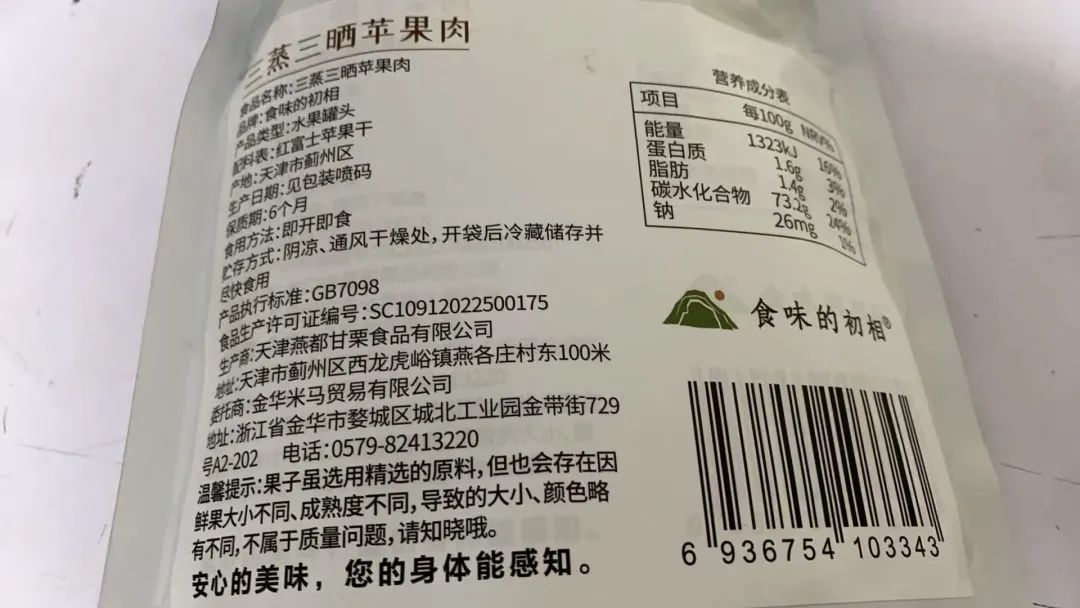 三蒸三晒苹果肉
食品名称:三蒸三晒苹果肉
品牌:食味的初相
产品类型:水果罐头
配料表:红富士苹果干
产地:天津市蓟州区
生产日期:见包装喷码
保质期:6个月
食用方法:即开即食
贮存方式:阴凉、通风干燥处,开袋后冷藏储存并
尽快食用
产品执行标准:GB7098
食品生产许可证编号:SC10912022500175
生产商:天津燕都甘栗食品有限公司
地址:天津市蓟州区西龙虎峪镇燕各庄村东100米
委托商:金华米马贸易有限公司
地址:浙江省金华市婺城区城北工业园金带街729
号A2-202 电话:0579-82413220
温馨提示:果子虽选用精选的原料,但也会存在因
鲜果大小不同、成熟度不同,导致的大小、颜色略
有不同,不属于质量问题,请知晓哦。
安心的美味，您的身体能感知。
营养成分表
项目 每100g NRV%
能量 1323kJ 16%
蛋白质 1.6g 3%
脂肪 1.4g 2%
碳水化合物 73.2g 24%
钠 26mg 1%
食味的初相®
6 936754 103343